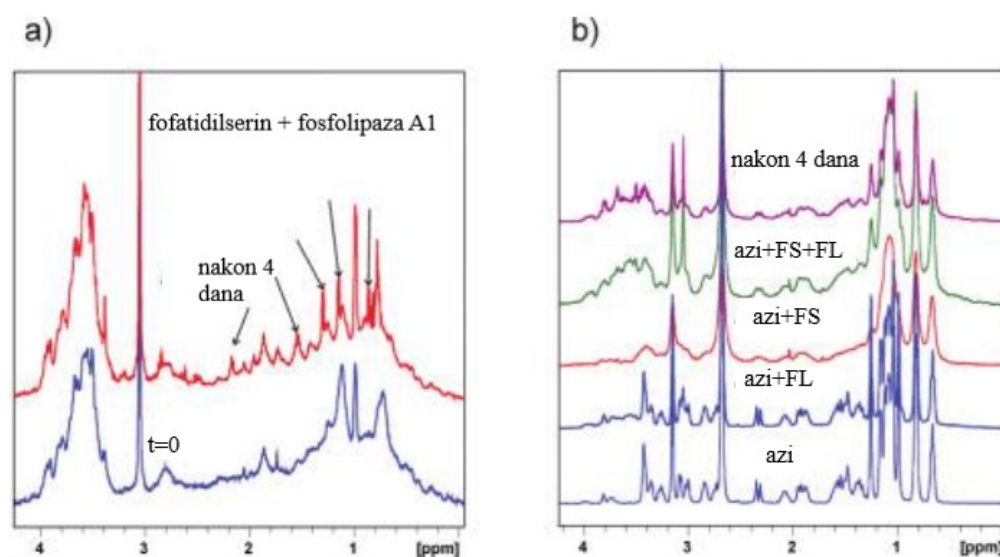 a)
fofatidilserin + fosfolipaza A1
nakon 4
dana
t=0
4
3
2
1
[ppm]
b)
nakon 4 dana
azi+FS+FL
azi+FS
azi+FL
azi
4
3
2
1
[ppm]